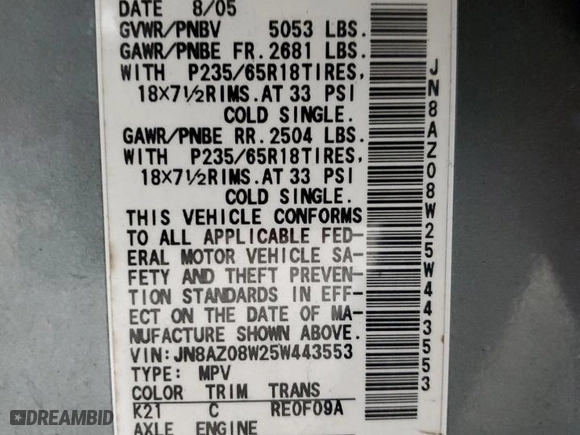 DATE 8/05
GVWR/PNBV 5053 LBS.
GAWR/PNBE FR. 2681 LBS.
WITH P235/65R18TIRES,
18×7½RIMS. AT 33 PSI
COLD SINGLE.
GAWR/PNBE RR. 2504 LBS.
WITH P235/65R18TIRES,
18×7½RIMS. AT 33 PSI
COLD SINGLE.
THIS VEHICLE CONFORMS
TO ALL APPLICABLE FED-
ERAL MOTOR VEHICLE SA-
FETY AND THEFT PREVEN-
TION STANDARDS IN EFF-
ECT ON THE DATE OF MA-
NUFACTURE SHOWN ABOVE.
VIN: JN8AZ08W25W443553
TYPE: MPV
COLOR TRIM TRANS
K21 C RE0F09A
AXLE ENGINE
JN8AZ08W25W443553
DREAMBID